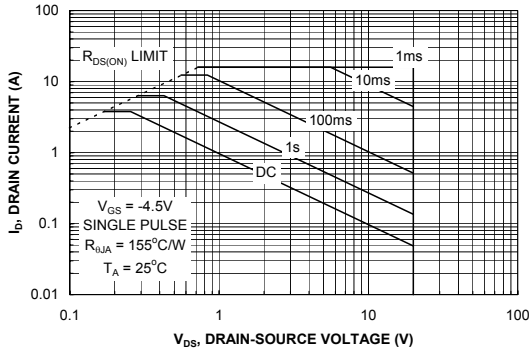 100
10
1
0.1
0.01
I_D, DRAIN CURRENT (A)
R_DS(ON) LIMIT
1ms
10ms
100ms
1s
DC
V_GS = -4.5V
SINGLE PULSE
R_θJA = 155°C/W
T_A = 25°C
0.1
1
10
100
V_DS, DRAIN-SOURCE VOLTAGE (V)